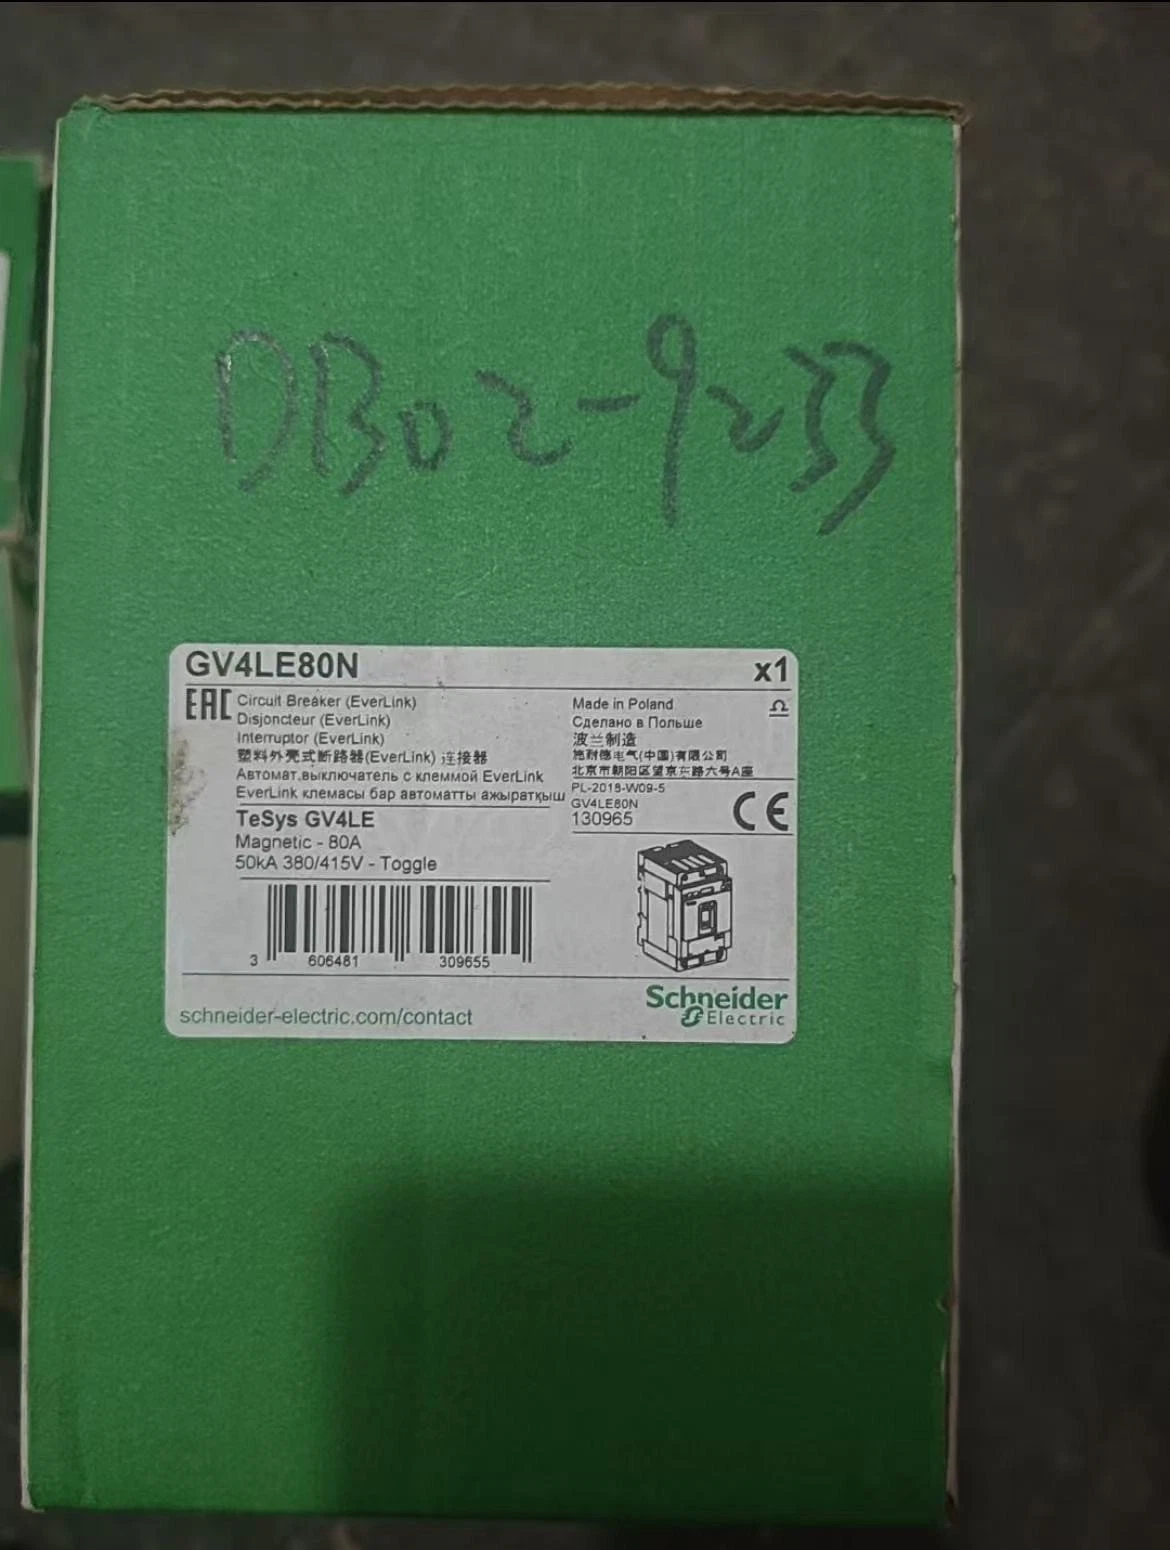 DB02-9233
GV4LE80N x1
EAC Circuit Breaker (EverLink)
Disjoncteur (EverLink)
Interruptor (EverLink)
塑料外壳式断路器(EverLink) 连接器
Автомат.выключатель с клеммой EverLink
EverLink клемасы бар автоматты ажыратқыш
Made in Poland
Сделано в Польше
波兰制造
施耐德电气(中国)有限公司
北京市朝阳区望京东路六号A座
PL-2018-W09-5
GV4LE80N
130965
CE
TeSys GV4LE
Magnetic - 80A
50kA 380/415V - Toggle
3 606481 309655
schneider-electric.com/contact
Schneider
Electric